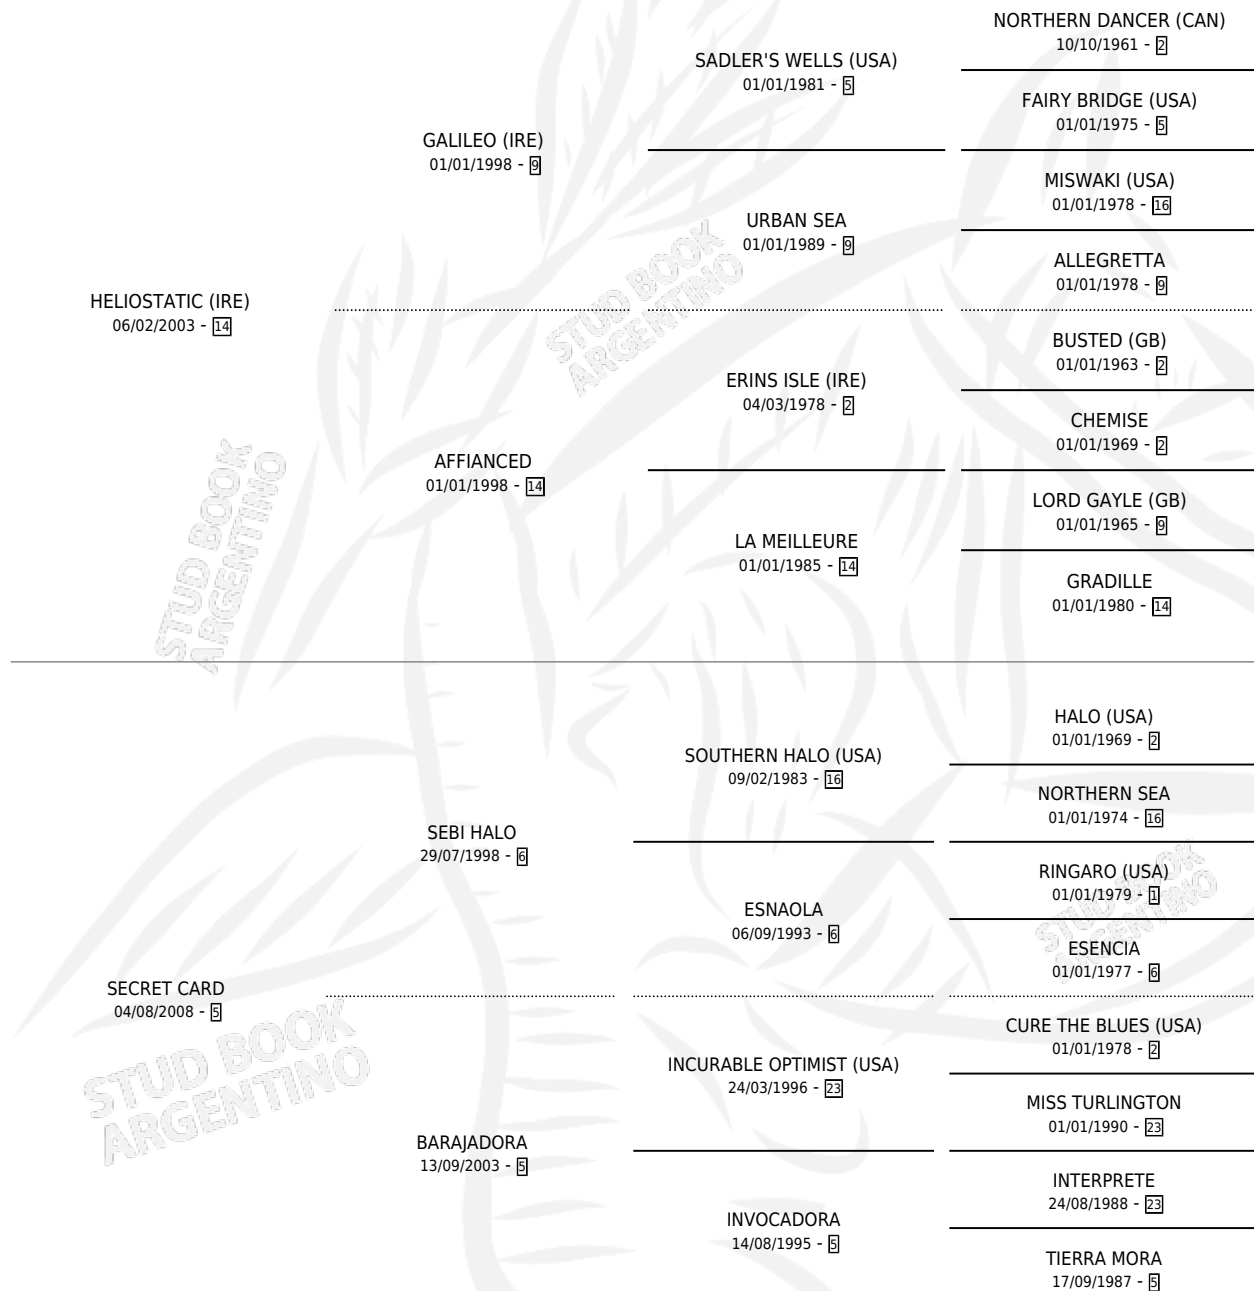 NORTHERN DANCER (CAN)
10/10/1961 - 2
SADLER'S WELLS (USA)
01/01/1981 - 5
FAIRY BRIDGE (USA)
01/01/1975 - 5
GALILEO (IRE)
01/01/1998 - 9
MISWAKI (USA)
01/01/1978 - 16
URBAN SEA
01/01/1989 - 9
ALLEGRETTA
01/01/1978 - 9
HELIOSTATIC (IRE)
06/02/2003 - 14
BUSTED (GB)
01/01/1963 - 2
ERINS ISLE (IRE)
04/03/1978 - 2
CHEMISE
01/01/1969 - 2
AFFIANCED
01/01/1998 - 14
LORD GAYLE (GB)
01/01/1965 - 9
LA MEILLEURE
01/01/1985 - 14
GRADILLE
01/01/1980 - 14
HALO (USA)
01/01/1969 - 2
SOUTHERN HALO (USA)
09/02/1983 - 16
NORTHERN SEA
01/01/1974 - 16
SEBI HALO
29/07/1998 - 6
RINGARO (USA)
01/01/1979 - 1
ESNAOLA
06/09/1993 - 6
ESENCIA
01/01/1977 - 6
SECRET CARD
04/08/2008 - 5
CURE THE BLUES (USA)
01/01/1978 - 2
INCURABLE OPTIMIST (USA)
24/03/1996 - 23
MISS TURLINGTON
01/01/1990 - 23
BARAJADORA
13/09/2003 - 5
INTERPRETE
24/08/1988 - 23
INVOCADORA
14/08/1995 - 5
TIERRA MORA
17/09/1987 - 5
STUD BOOK
ARGENTINO
STUD BOOK
ARGENTINO
STUD BOOK
ARGENTINO
STUD BOOK
ARGENTINO